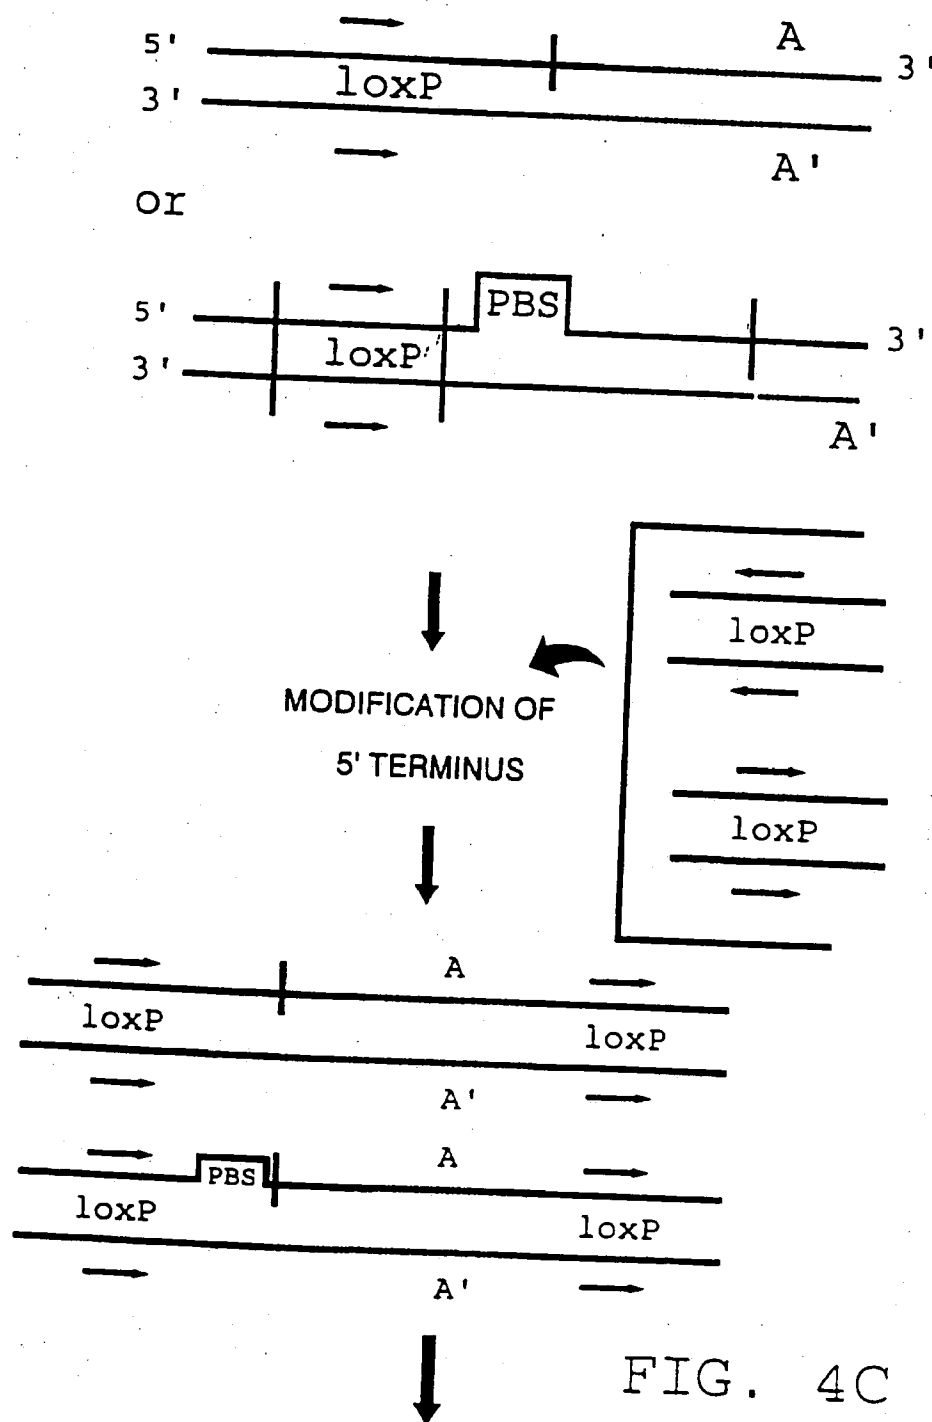 A
5' 3'
loxP
3'
A'
or
PBS
5' 3'
loxP
3'
A'
loxP
MODIFICATION OF
5' TERMINUS
loxP
A
loxP loxP
A'
A
PBS
loxP loxP
A'
FIG. 4C